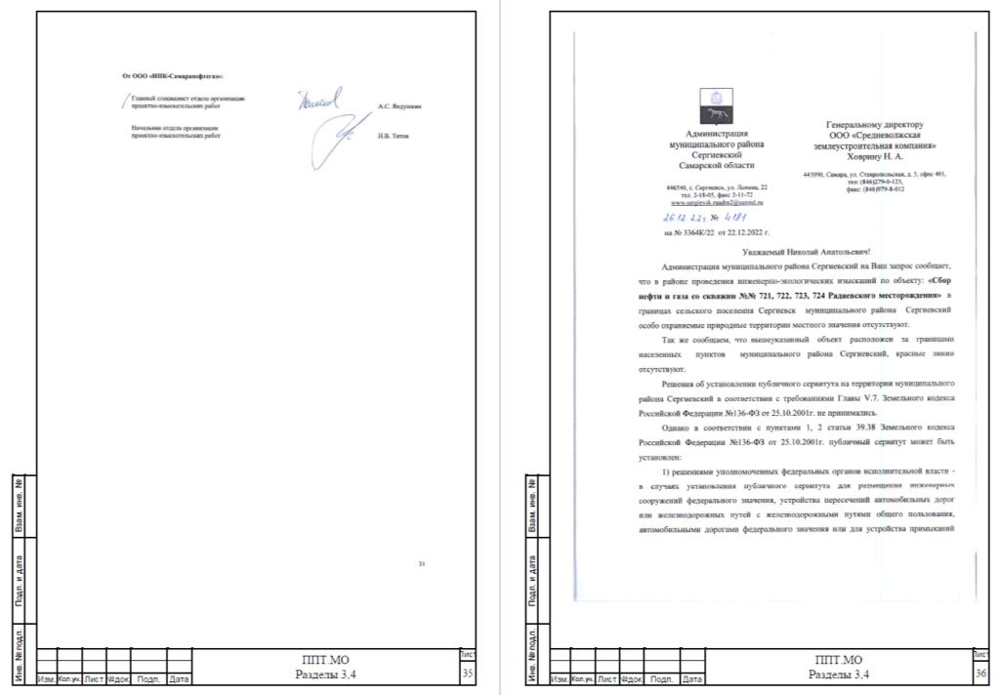 От ООО «ННК-Самаранефтегаз»:
Главный специалист отдела организации
проектно-изыскательских работ
А.С. Яндушкин
Начальник отдела организации
проектно-изыскательских работ
Н.В. Титов
31
Взам. инв. №
Подп. и дата
Инв. № подл.
Изм. Кол.уч. Лист №док. Подп. Дата
ППТ.МО
Разделы 3,4
Лист
35
Администрация
муниципального района
Сергиевский
Самарской области
446540, с. Сергиевск, ул. Ленина, 22
тел. 2-18-05, факс 2-11-72
www.sergievsk.ruadm2@samtel.ru
26.12.22г. № 4181
на № 3364К/22 от 22.12.2022 г.
Генеральному директору
ООО «Средневолжская
землеустроительная компания»
Ховрину Н. А.
443090, Самара, ул. Ставропольская, д. 3, офис 401,
тел: (846)279-0-123,
факс: (846)979-8-012
Уважаемый Николай Анатольевич!
Администрация муниципального района Сергиевский на Ваш запрос сообщает,
что в районе проведения инженерно-экологических изысканий по объекту: «Сбор
нефти и газа со скважин №№ 721, 722, 723, 724 Радаевского месторождения» в
границах сельского поселения Сергиевск муниципального района Сергиевский
особо охраняемые природные территории местного значения отсутствуют.
Так же сообщаем, что вышеуказанный объект расположен за границами
населенных пунктов муниципального района Сергиевский, красные линии
отсутствуют.
Решения об установлении публичного сервитута на территории муниципального
района Сергиевский в соответствии с требованиями Главы V.7. Земельного кодекса
Российской Федерации №136-ФЗ от 25.10.2001г. не принимались.
Однако в соответствии с пунктами 1, 2 статьи 39.38 Земельного кодекса
Российской Федерации №136-ФЗ от 25.10.2001г. публичный сервитут может быть
установлен:
1) решениями уполномоченных федеральных органов исполнительной власти -
в случаях установления публичного сервитута для размещения инженерных
сооружений федерального значения, устройства пересечений автомобильных дорог
или железнодорожных путей с железнодорожными путями общего пользования,
автомобильными дорогами федерального значения или для устройства примыканий
Взам. инв. №
Подп. и дата
Инв. № подл.
Изм. Кол.уч. Лист №док. Подп. Дата
ППТ.МО
Разделы 3,4
Лист
36